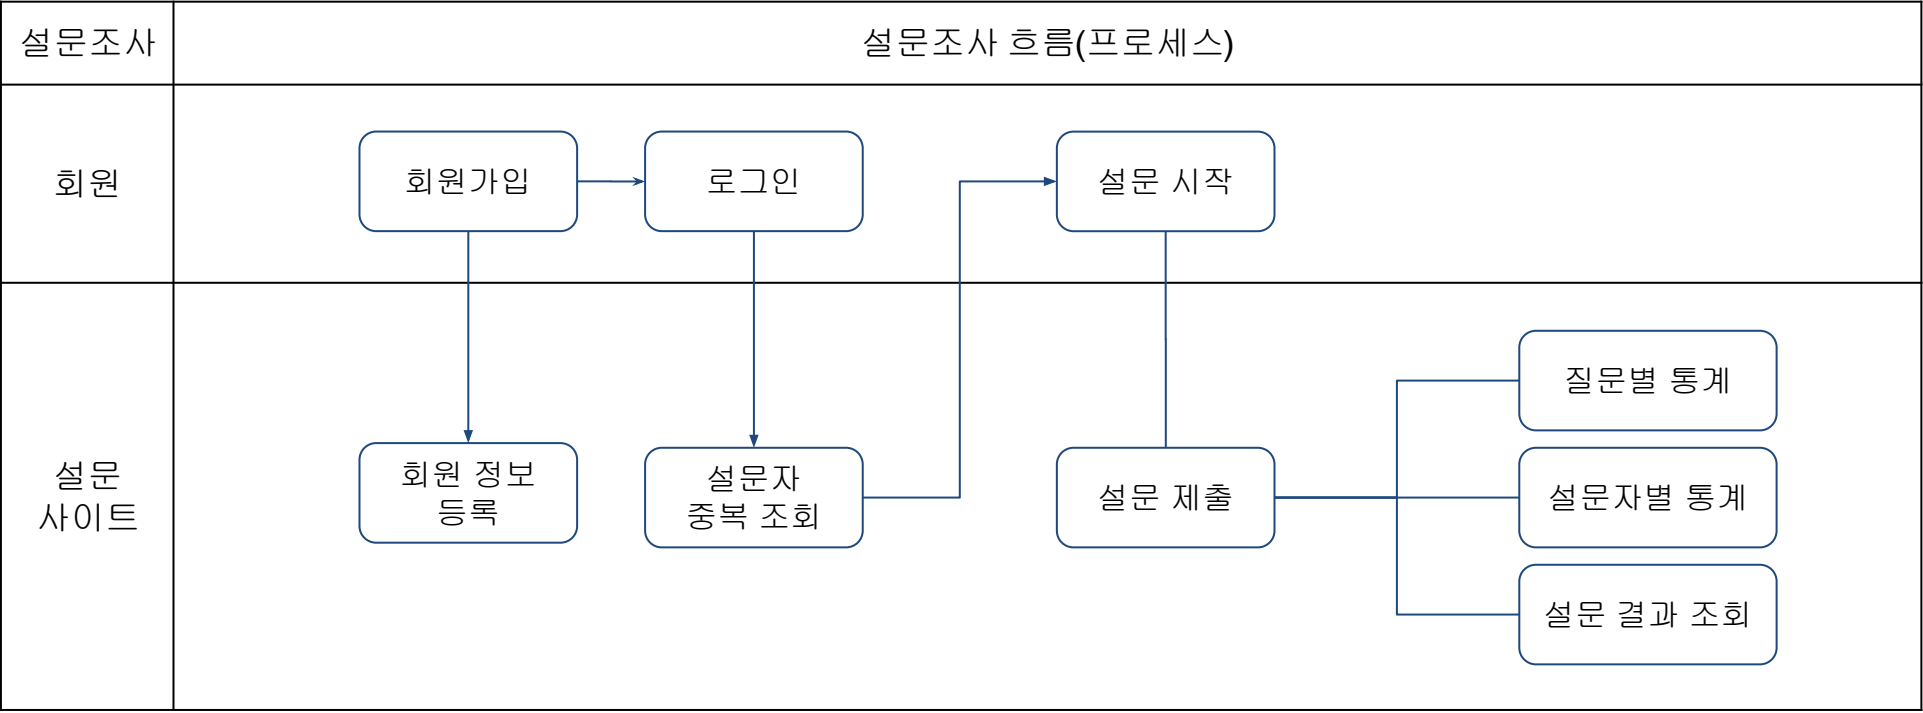 설문조사
설문조사 흐름(프로세스)
회원
회원가입
로그인
설문 시작
설문
사이트
회원 정보
등록
설문자
중복 조회
설문 제출
질문별 통계
설문자별 통계
설문 결과 조회